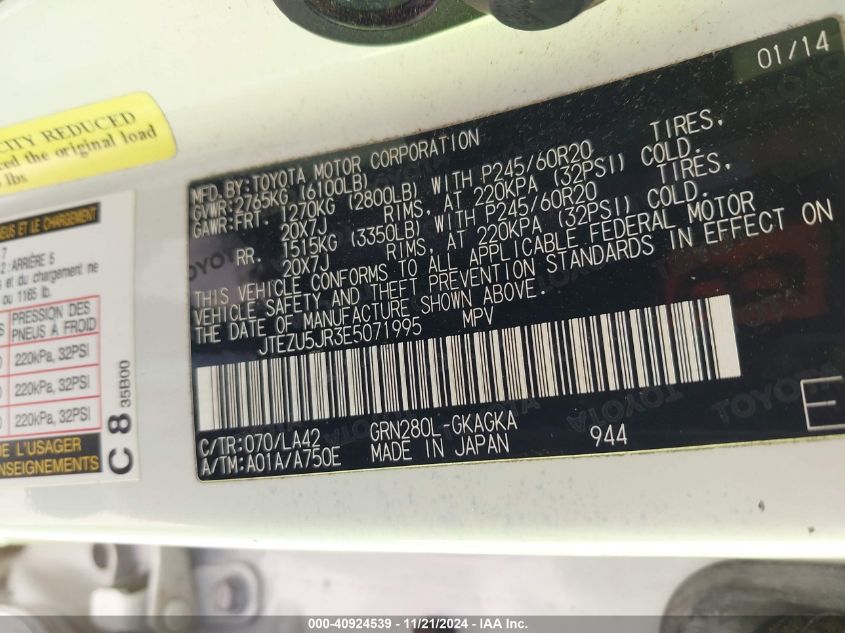 01/14
CITY REDUCED
the original load
lbs
MFD. BY: TOYOTA MOTOR CORPORATION
GVWR: 2765KG (6100LB)
GAWR: FRT. 1270KG (2800LB) WITH P245/60R20 TIRES,
20X7J RIMS, AT 220KPA (32PSI) COLD.
RR. 1515KG (3350LB) WITH P245/60R20 TIRES,
20X7J RIMS, AT 220KPA (32PSI) COLD.
THIS VEHICLE CONFORMS TO ALL APPLICABLE FEDERAL MOTOR
VEHICLE SAFETY AND THEFT PREVENTION STANDARDS IN EFFECT ON
THE DATE OF MANUFACTURE SHOWN ABOVE.
JTEZU5JR3E5071995 MPV
C/TR: 070/LA42 GRN280L-GKAGKA
A/TM: A01A/A750E MADE IN JAPAN 944
E
ET LE CHARGEMENT
7
2: ARRIÈRE 5
et du chargement ne
ou 1165 lb.
PRESSION DES
PNEUS A FROID
220kPa, 32PSI
220kPa, 32PSI
220kPa, 32PSI
DE L'USAGER
C 8 35B00
000-40924539 - 11/21/2024 - IAA Inc.